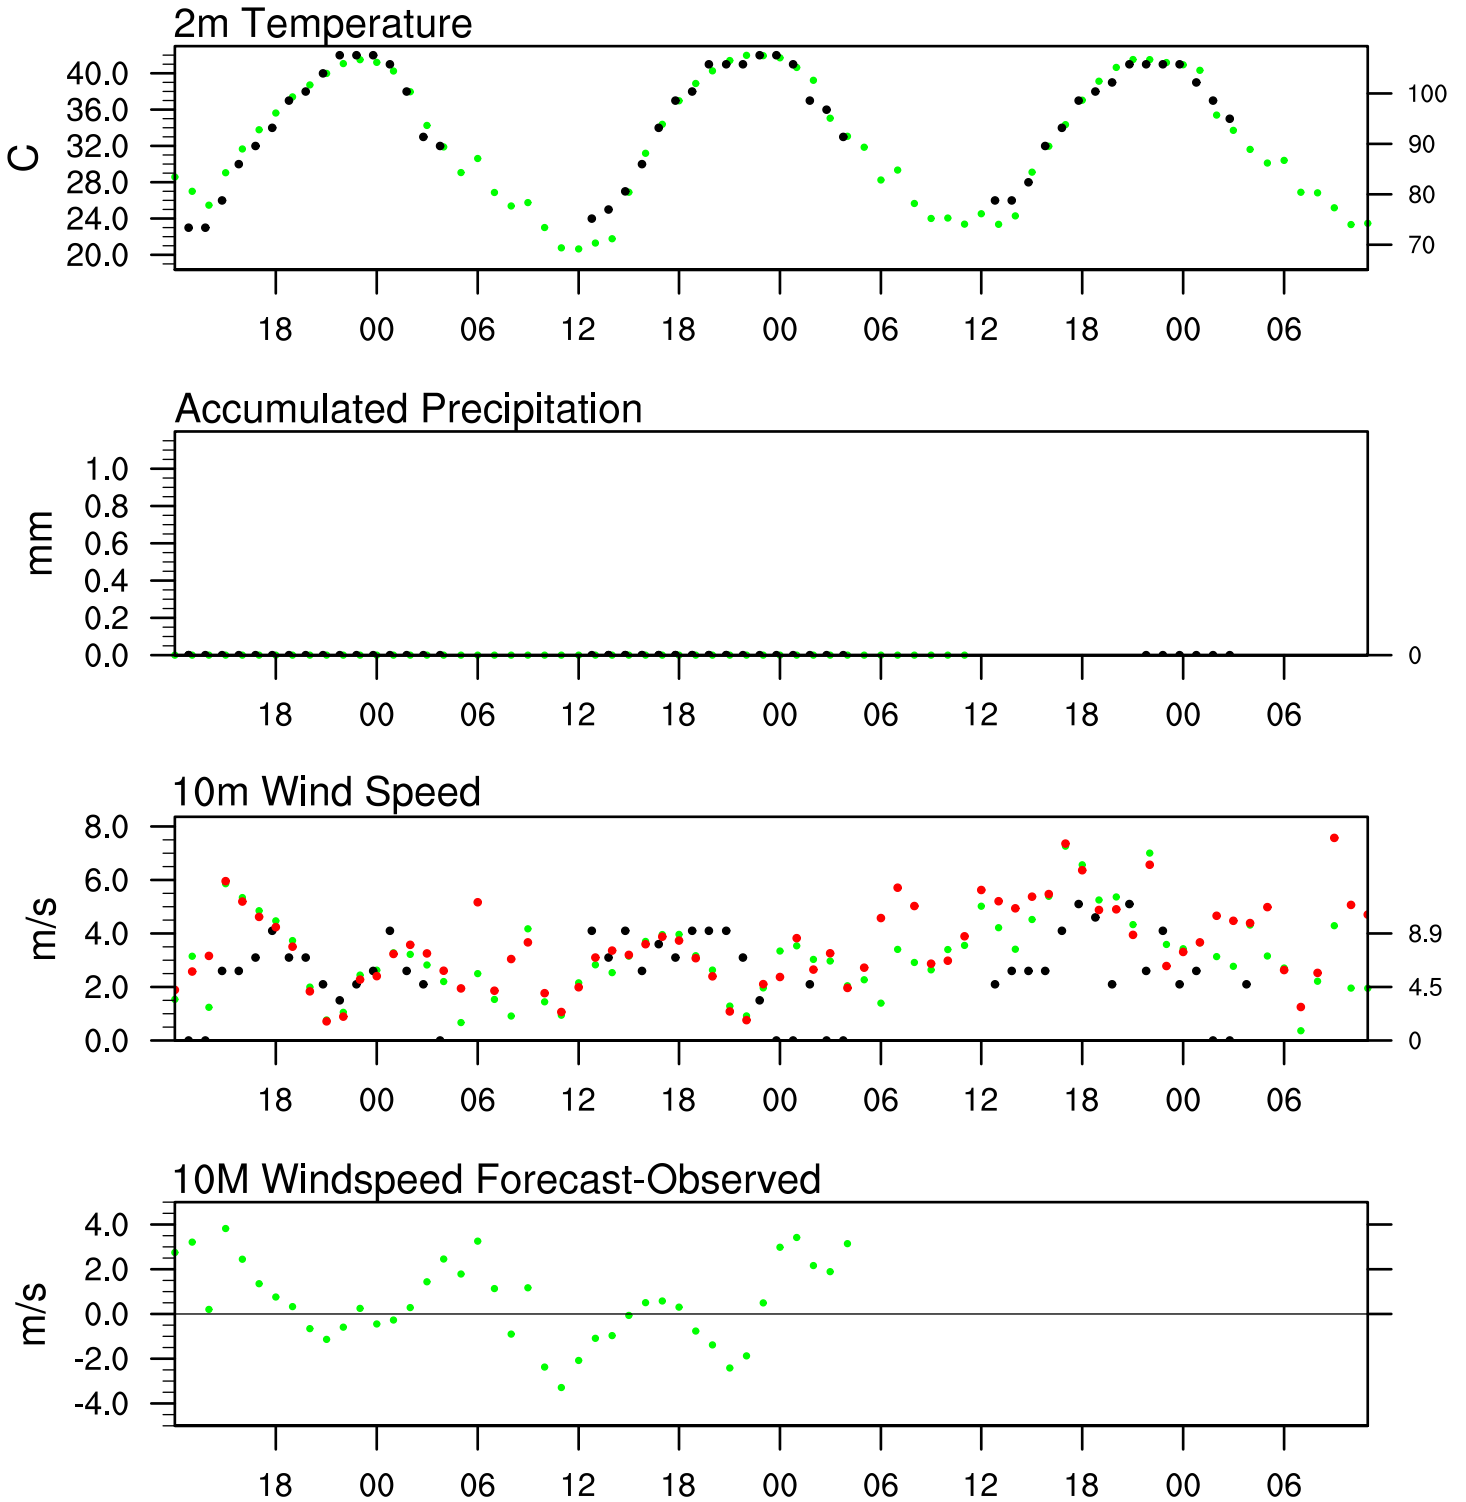 2m Temperature
40.0
36.0
32.0
28.0
24.0
20.0
C
100
90
80
70
18 00 06 12 18 00 06 12 18 00 06
Accumulated Precipitation
1.0
0.8
0.6
0.4
0.2
0.0
mm
0
18 00 06 12 18 00 06 12 18 00 06
10m Wind Speed
8.0
6.0
4.0
2.0
0.0
m/s
8.9
4.5
0
18 00 06 12 18 00 06 12 18 00 06
10M Windspeed Forecast-Observed
4.0
2.0
0.0
-2.0
-4.0
m/s
18 00 06 12 18 00 06 12 18 00 06